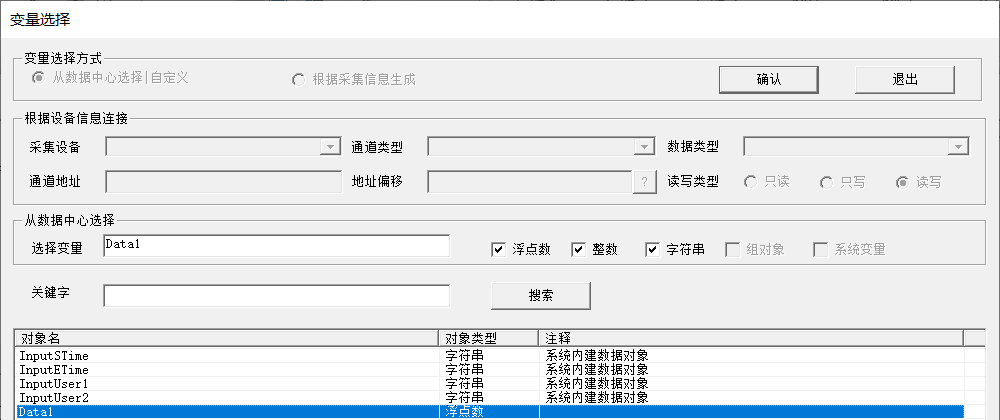 变量选择
变量选择方式
从数据中心选择|自定义 根据采集信息生成 确认 退出
根据设备信息连接
采集设备 通道类型 数据类型
通道地址 地址偏移 ? 读写类型 只读 只写 读写
从数据中心选择
选择变量 Data1 浮点数 整数 字符串 组对象 系统变量
关键字 搜索
对象名 对象类型 注释
InputSTime 字符串 系统内建数据对象
InputETime 字符串 系统内建数据对象
InputUser1 字符串 系统内建数据对象
InputUser2 字符串 系统内建数据对象
Data1 浮点数